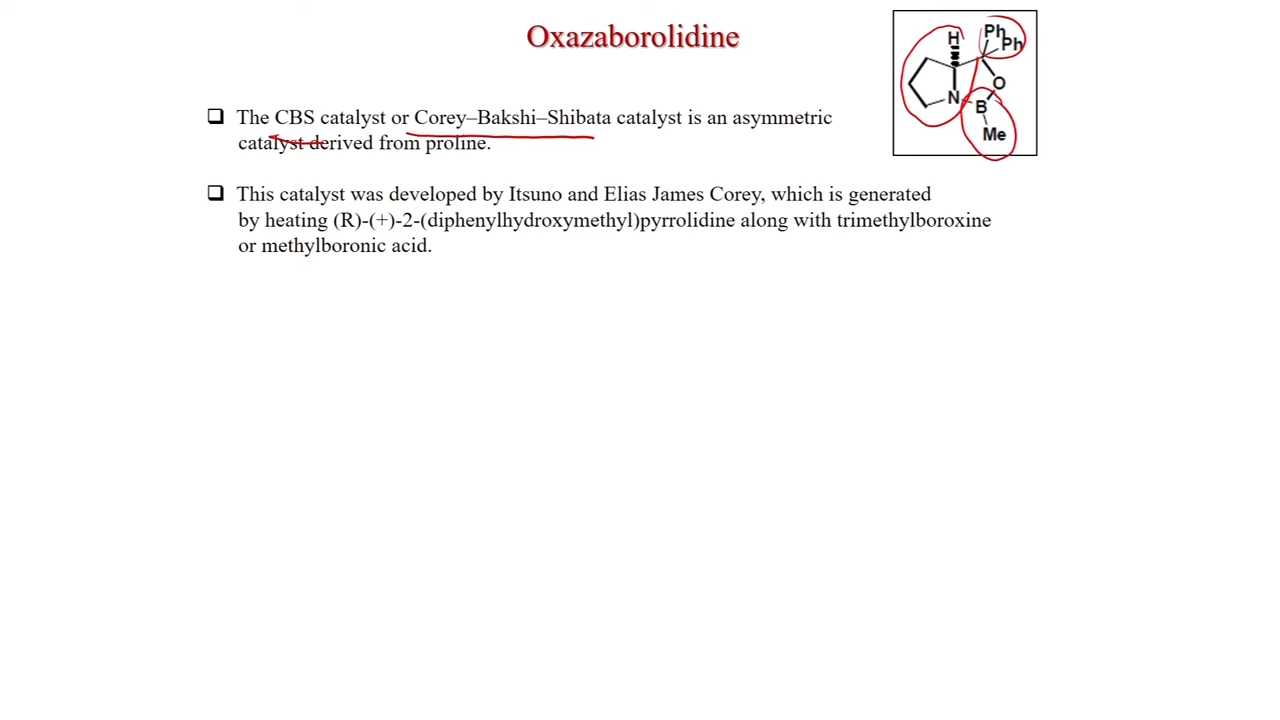 Oxazaborolidine
H
Ph
Ph
O
N
B
Me
The CBS catalyst or Corey–Bakshi–Shibata catalyst is an asymmetric
catalyst derived from proline.
This catalyst was developed by Itsuno and Elias James Corey, which is generated
by heating (R)-(+)-2-(diphenylhydroxymethyl)pyrrolidine along with trimethylboroxine
or methylboronic acid.